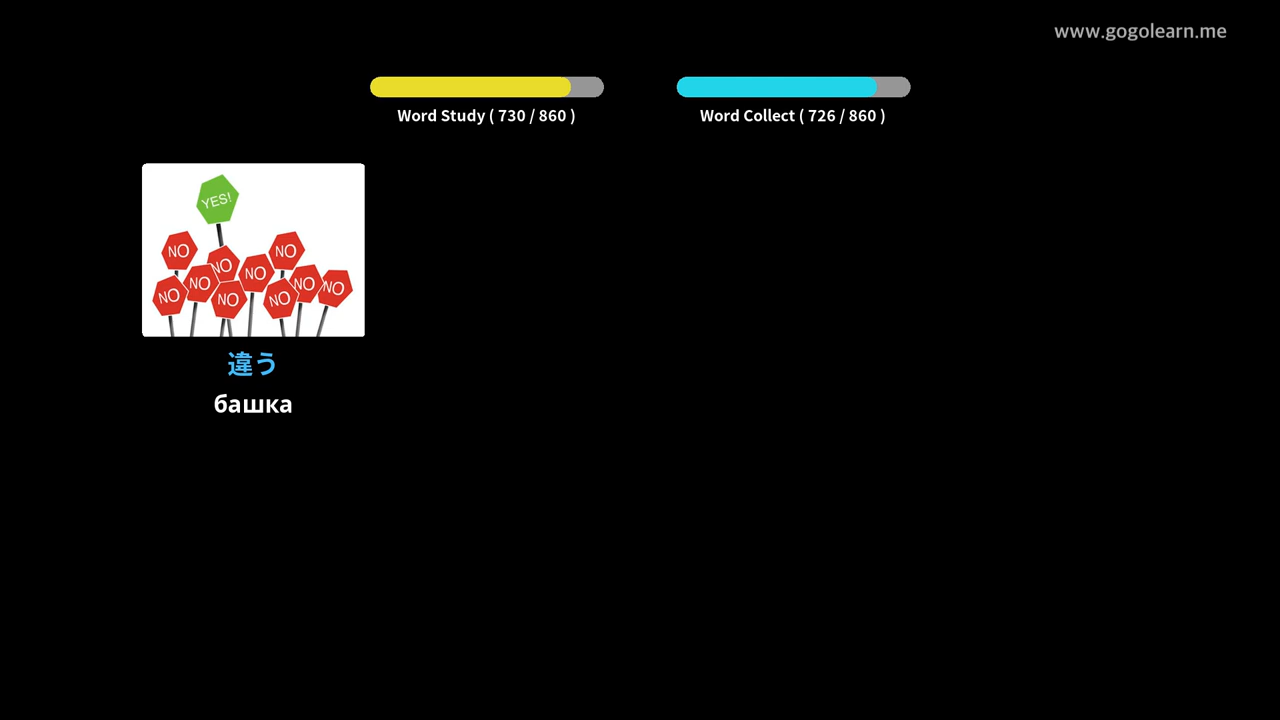 www.gogolearn.me
Word Study ( 730 / 860 )
Word Collect ( 726 / 860 )
YES!
NO
NO
NO
NO
NO
NO
NO
NO
NO
NO
違う
башка